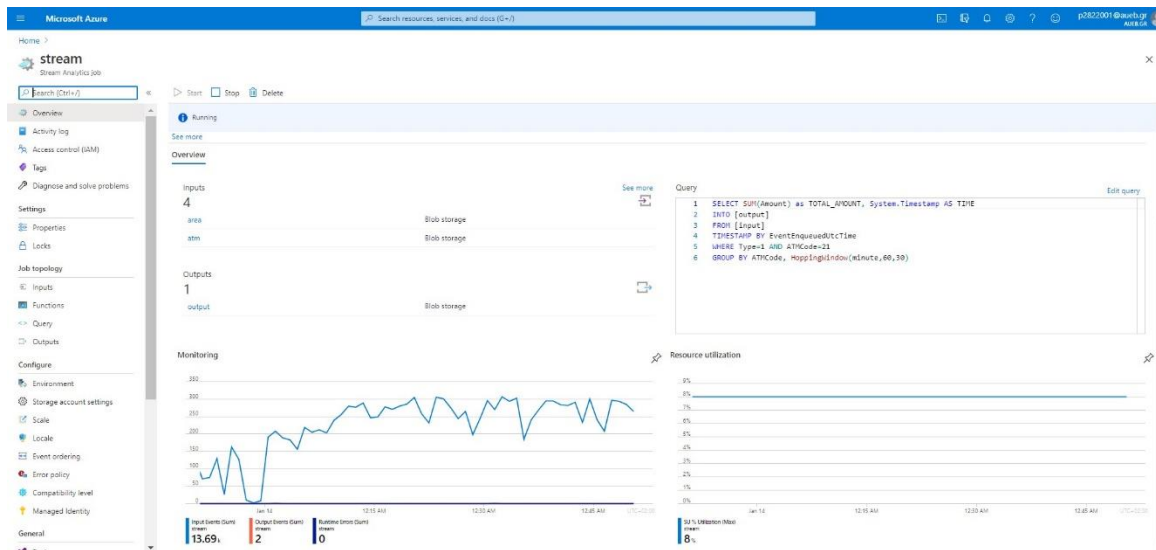 Microsoft Azure
Search resources, services, and docs (G+/)
p2822001@aueb.gr
AUEB.GR
Home >
stream
Stream Analytics job
Search (Ctrl+/)
Start Stop Delete
Overview
Activity log
Access control (IAM)
Tags
Diagnose and solve problems
Settings
Properties
Locks
Job topology
Inputs
Functions
Query
Outputs
Configure
Environment
Storage account settings
Scale
Locale
Event ordering
Error policy
Compatibility level
Managed Identity
General
Running
See more
Overview
Inputs
See more
4
area Blob storage
atm Blob storage
Outputs
1
output Blob storage
Query
Edit query
1 SELECT SUM(Amount) as TOTAL_AMOUNT, System.Timestamp AS TIME
2 INTO [output]
3 FROM [input]
4 TIMESTAMP BY EventEnqueuedUtcTime
5 WHERE Type=1 AND ATMCode=21
6 GROUP BY ATMCode, HoppingWindow(minute,60,30)
Monitoring
350
300
250
200
150
100
50
0
Jan 14 12:15 AM 12:30 AM 12:45 AM
Input Events (Sum)
stream
13.69k
Output Events (Sum)
stream
2
Runtime Errors (Sum)
stream
0
Resource utilization
9%
8%
7%
6%
5%
4%
3%
2%
1%
0%
Jan 14 12:15 AM 12:30 AM 12:45 AM
SU % Utilization (Max)
stream
8%